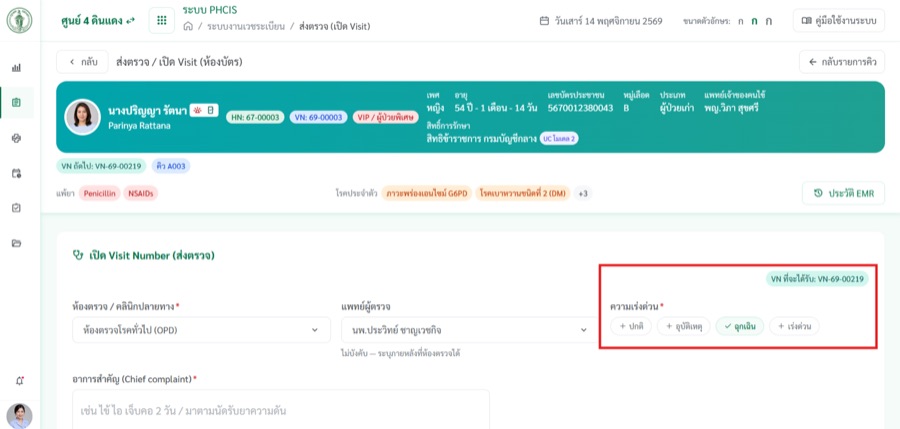 ระบบ PHCIS
ศูนย์ 4 ดินแดง
ระบบงานเวชระเบียน / ส่งตรวจ (เปิด Visit)
วันเสาร์ 14 พฤศจิกายน 2569
ขนาดตัวอักษร: ก ก ก
คู่มือใช้งานระบบ
กลับ
ส่งตรวจ / เปิด Visit (ห้องบัตร)
กลับรายการคิว
นางปริญญา รัตนา
Parinya Rattana
HN: 67-00003
VN: 69-00003
VIP / ผู้ป่วยพิเศษ
เพศ อายุ เลขบัตรประชาชน หมู่เลือด ประเภท แพทย์เจ้าของคนไข้
หญิง 54 ปี - 1 เดือน - 14 วัน 5670012380043 B ผู้ป่วยเก่า พญ.วิภา สุขศรี
สิทธิ์การรักษา
สิทธิข้าราชการ กรมบัญชีกลาง UC โมเดล 2
VN ถัดไป: VN-69-00219 คิว A003
แพ้ยา Penicillin NSAIDs
โรคประจำตัว ภาวะพร่องเอนไซม์ G6PD โรคเบาหวานชนิดที่ 2 (DM) +3
ประวัติ EMR
เปิด Visit Number (ส่งตรวจ)
VN ที่จะได้รับ: VN-69-00219
ห้องตรวจ / คลินิกปลายทาง *
ห้องตรวจโรคทั่วไป (OPD)
แพทย์ผู้ตรวจ
นพ.ประวิทย์ ชาญเวชกิจ
ไม่บังคับ — ระบุภายหลังที่ห้องตรวจได้
ความเร่งด่วน *
+ ปกติ + อุบัติเหตุ ✓ ฉุกเฉิน + เร่งด่วน
อาการสำคัญ (Chief complaint) *
เช่น ไข้ ไอ เจ็บคอ 2 วัน / มาตามนัดรับยาความดัน